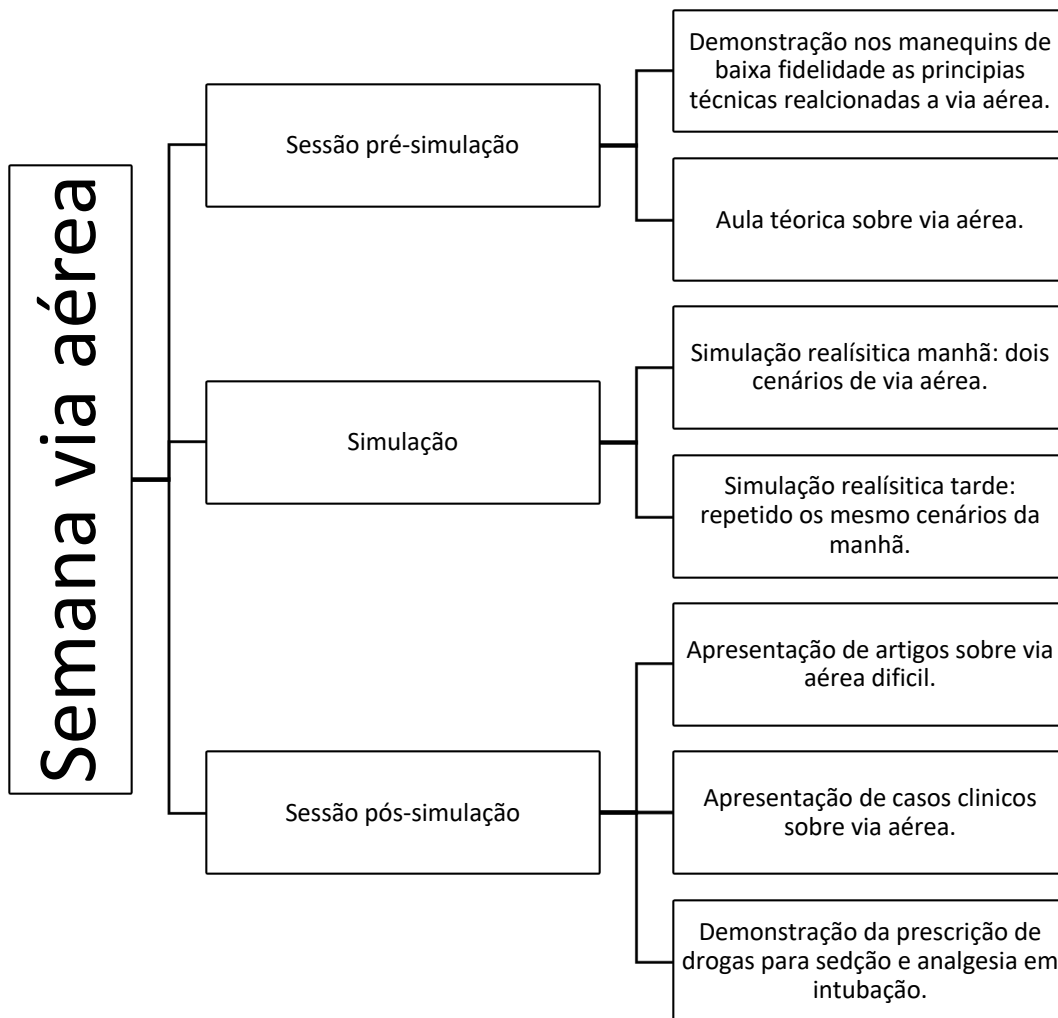 Semana via aérea
Sessão pré-simulação
Demonstração nos manequins de
baixa fidelidade as principias
técnicas realcionadas a via aérea.
Aula téorica sobre via aérea.
Simulação
Simulação realísitica manhã: dois
cenários de via aérea.
Simulação realísitica tarde:
repetido os mesmo cenários da
manhã.
Sessão pós-simulação
Apresentação de artigos sobre via
aérea dificil.
Apresentação de casos clinicos
sobre via aérea.
Demonstração da prescrição de
drogas para sedção e analgesia em
intubação.